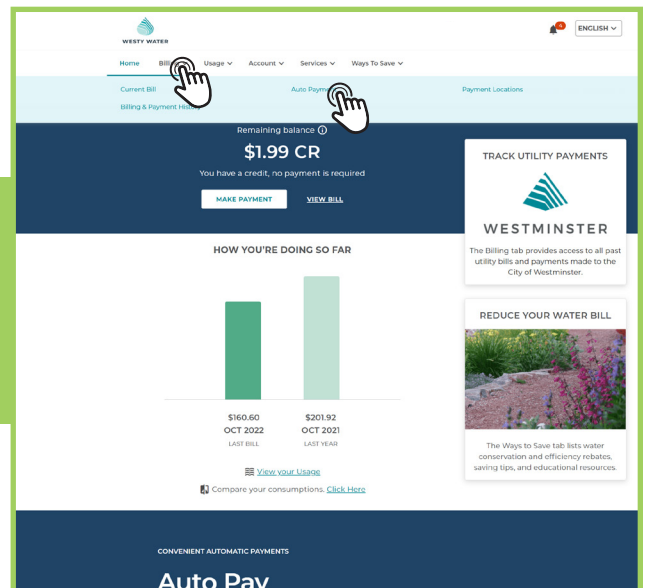 WESTY WATER
4
ENGLISH
Home Usage Account Services Ways To Save
Current Bill Auto Payment Payment Locations
Billing & Payment History
Remaining balance
$1.99 CR
You have a credit, no payment is required
MAKE PAYMENT VIEW BILL
TRACK UTILITY PAYMENTS
WESTMINSTER
The Billing tab provides access to all past
utility bills and payments made to the
City of Westminster.
HOW YOU'RE DOING SO FAR
$160.60 $201.92
OCT 2022 OCT 2021
LAST BILL LAST YEAR
View your Usage
Compare your consumptions. Click Here
REDUCE YOUR WATER BILL
The Ways to Save tab lists water
conservation and efficiency rebates,
saving tips, and educational resources.
CONVENIENT AUTOMATIC PAYMENTS
Auto Pay